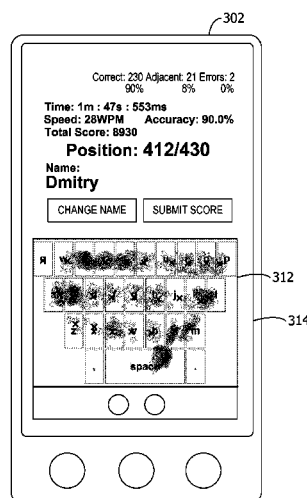 302
Correct: 230 Adjacent: 21 Errors: 2
90% 8% 0%
Time: 1m : 47s : 553ms
Speed: 28WPM Accuracy: 90.0%
Total Score: 8930
Position: 412/430
Name:
Dmitry
CHANGE NAME SUBMIT SCORE
312
314
space